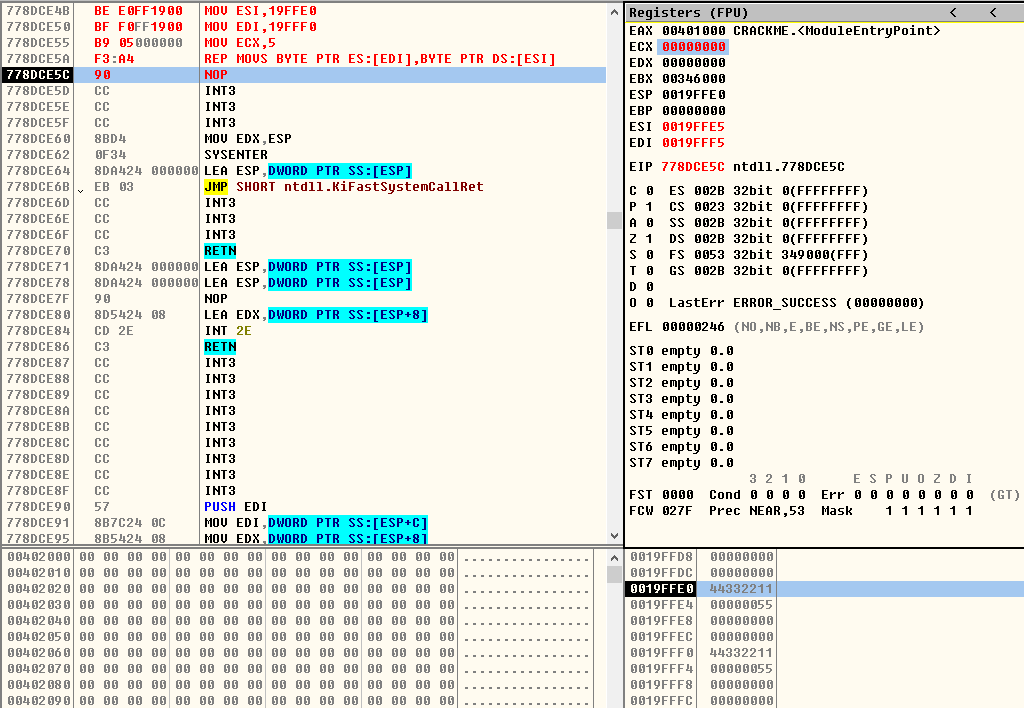 778DCE4B BE E0FF1900 MOV ESI,19FFE0
778DCE50 BF F0FF1900 MOV EDI,19FFF0
778DCE55 B9 05000000 MOV ECX,5
778DCE5A F3:A4 REP MOVS BYTE PTR ES:[EDI],BYTE PTR DS:[ESI]
778DCE5C 90 NOP
778DCE5D CC INT3
778DCE5E CC INT3
778DCE5F CC INT3
778DCE60 8BD4 MOV EDX,ESP
778DCE62 0F34 SYSENTER
778DCE64 8DA424 000000 LEA ESP,DWORD PTR SS:[ESP]
778DCE6B EB 03 JMP SHORT ntdll.KiFastSystemCallRet
778DCE6D CC INT3
778DCE6E CC INT3
778DCE6F CC INT3
778DCE70 C3 RETN
778DCE71 8DA424 000000 LEA ESP,DWORD PTR SS:[ESP]
778DCE78 8DA424 000000 LEA ESP,DWORD PTR SS:[ESP]
778DCE7F 90 NOP
778DCE80 8D5424 08 LEA EDX,DWORD PTR SS:[ESP+8]
778DCE84 CD 2E INT 2E
778DCE86 C3 RETN
778DCE87 CC INT3
778DCE88 CC INT3
778DCE89 CC INT3
778DCE8A CC INT3
778DCE8B CC INT3
778DCE8C CC INT3
778DCE8D CC INT3
778DCE8E CC INT3
778DCE8F CC INT3
778DCE90 57 PUSH EDI
778DCE91 8B7C24 0C MOV EDI,DWORD PTR SS:[ESP+C]
778DCE95 8B5424 08 MOV EDX,DWORD PTR SS:[ESP+8]
Registers (FPU) < <
EAX 00401000 CRACKME.<ModuleEntryPoint>
ECX 00000000
EDX 00000000
EBX 00346000
ESP 0019FFE0
EBP 00000000
ESI 0019FFE5
EDI 0019FFF5
EIP 778DCE5C ntdll.778DCE5C
C 0 ES 002B 32bit 0(FFFFFFFF)
P 1 CS 0023 32bit 0(FFFFFFFF)
A 0 SS 002B 32bit 0(FFFFFFFF)
Z 1 DS 002B 32bit 0(FFFFFFFF)
S 0 FS 0053 32bit 349000(FFF)
T 0 GS 002B 32bit 0(FFFFFFFF)
D 0
O 0 LastErr ERROR_SUCCESS (00000000)
EFL 00000246 (NO,NB,E,BE,NS,PE,GE,LE)
ST0 empty 0.0
ST1 empty 0.0
ST2 empty 0.0
ST3 empty 0.0
ST4 empty 0.0
ST5 empty 0.0
ST6 empty 0.0
ST7 empty 0.0
3 2 1 0 E S P U O Z D I
FST 0000 Cond 0 0 0 0 Err 0 0 0 0 0 0 0 0 (GT)
FCW 027F Prec NEAR,53 Mask 1 1 1 1 1 1
00402000 00 00 00 00 00 00 00 00 00 00 00 00 00 00 00 00 ................
00402010 00 00 00 00 00 00 00 00 00 00 00 00 00 00 00 00 ................
00402020 00 00 00 00 00 00 00 00 00 00 00 00 00 00 00 00 ................
00402030 00 00 00 00 00 00 00 00 00 00 00 00 00 00 00 00 ................
00402040 00 00 00 00 00 00 00 00 00 00 00 00 00 00 00 00 ................
00402050 00 00 00 00 00 00 00 00 00 00 00 00 00 00 00 00 ................
00402060 00 00 00 00 00 00 00 00 00 00 00 00 00 00 00 00 ................
00402070 00 00 00 00 00 00 00 00 00 00 00 00 00 00 00 00 ................
00402080 00 00 00 00 00 00 00 00 00 00 00 00 00 00 00 00 ................
00402090 00 00 00 00 00 00 00 00 00 00 00 00 00 00 00 00 ................
0019FFD8 00000000
0019FFDC 00000000
0019FFE0 44332211
0019FFE4 00000055
0019FFE8 00000000
0019FFEC 00000000
0019FFF0 44332211
0019FFF4 00000055
0019FFF8 00000000
0019FFFC 00000000